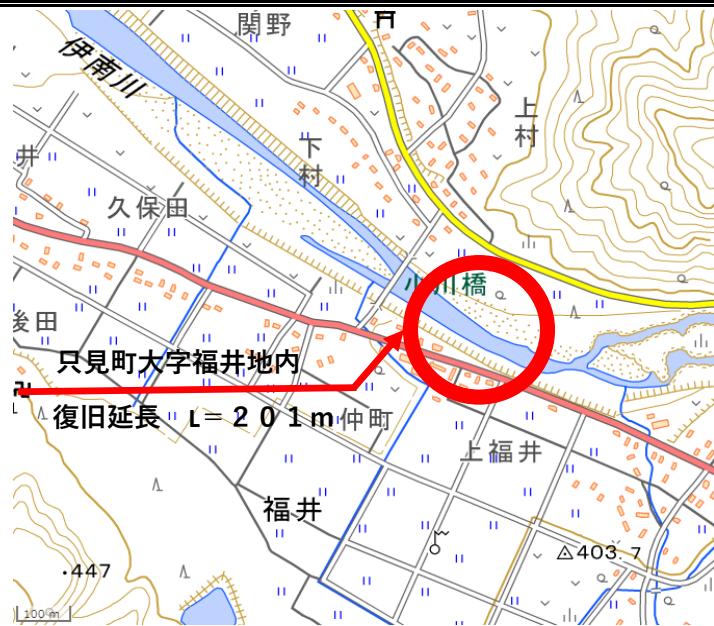 関野
伊南川
上村
下村
井
久保田
小川橋
後田
只見町大字福井地内
復旧延長 L=201m
仲町
上福井
福井
403.7
・447
100m